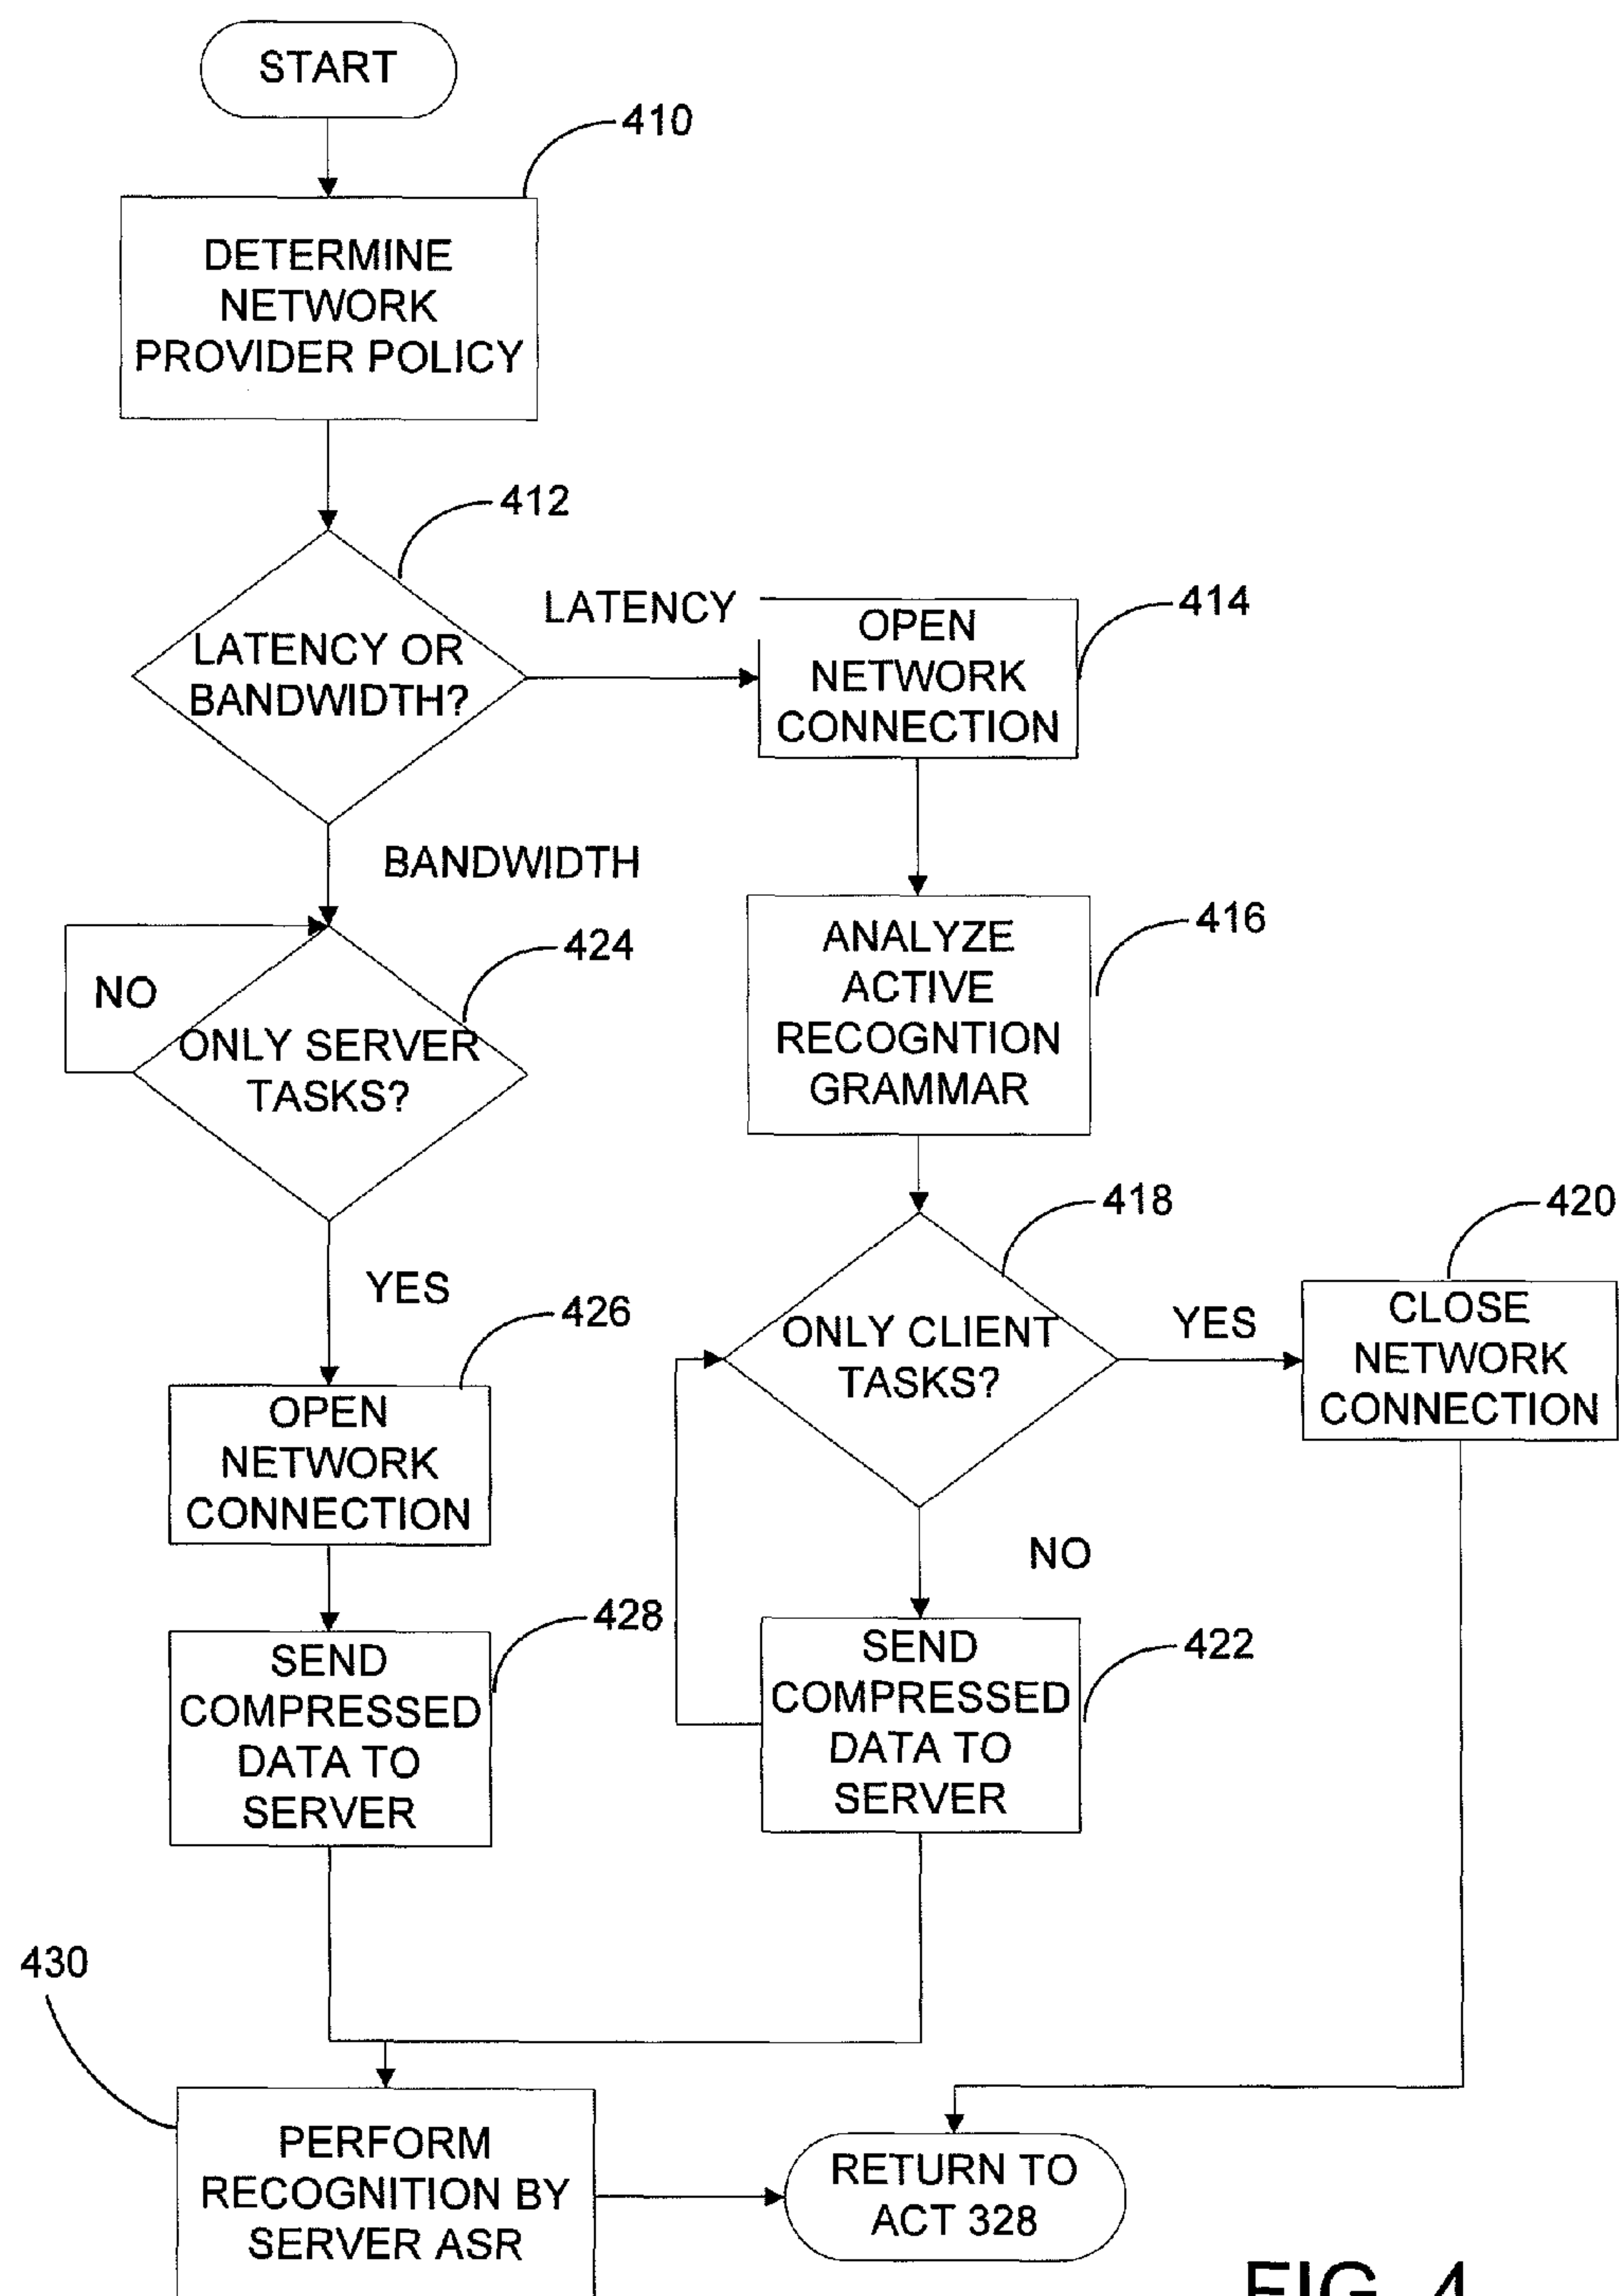 START
410
DETERMINE
NETWORK
PROVIDER POLICY
412
LATENCY OR
BANDWIDTH?
LATENCY
OPEN
NETWORK
CONNECTION
414
BANDWIDTH
ANALYZE
ACTIVE
RECOGNTION
GRAMMAR
416
NO
424
ONLY SERVER
TASKS?
YES
418
ONLY CLIENT
TASKS?
YES
420
CLOSE
NETWORK
CONNECTION
426
OPEN
NETWORK
CONNECTION
NO
428
SEND
COMPRESSED
DATA TO
SERVER
SEND
COMPRESSED
DATA TO
SERVER
422
430
PERFORM
RECOGNITION BY
SERVER ASR
RETURN TO
ACT 328
FIG. 4